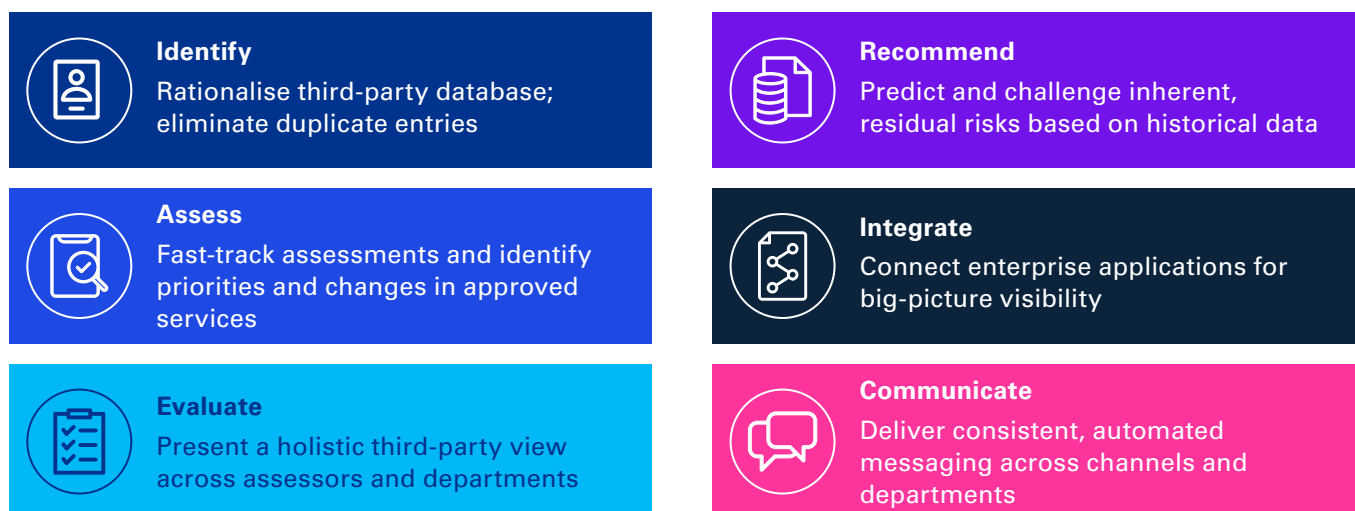 Identify
Rationalise third-party database;
eliminate duplicate entries
Assess
Fast-track assessments and identify
priorities and changes in approved
services
Evaluate
Present a holistic third-party view
across assessors and departments
Recommend
Predict and challenge inherent,
residual risks based on historical data
Integrate
Connect enterprise applications for
big-picture visibility
Communicate
Deliver consistent, automated
messaging across channels and
departments